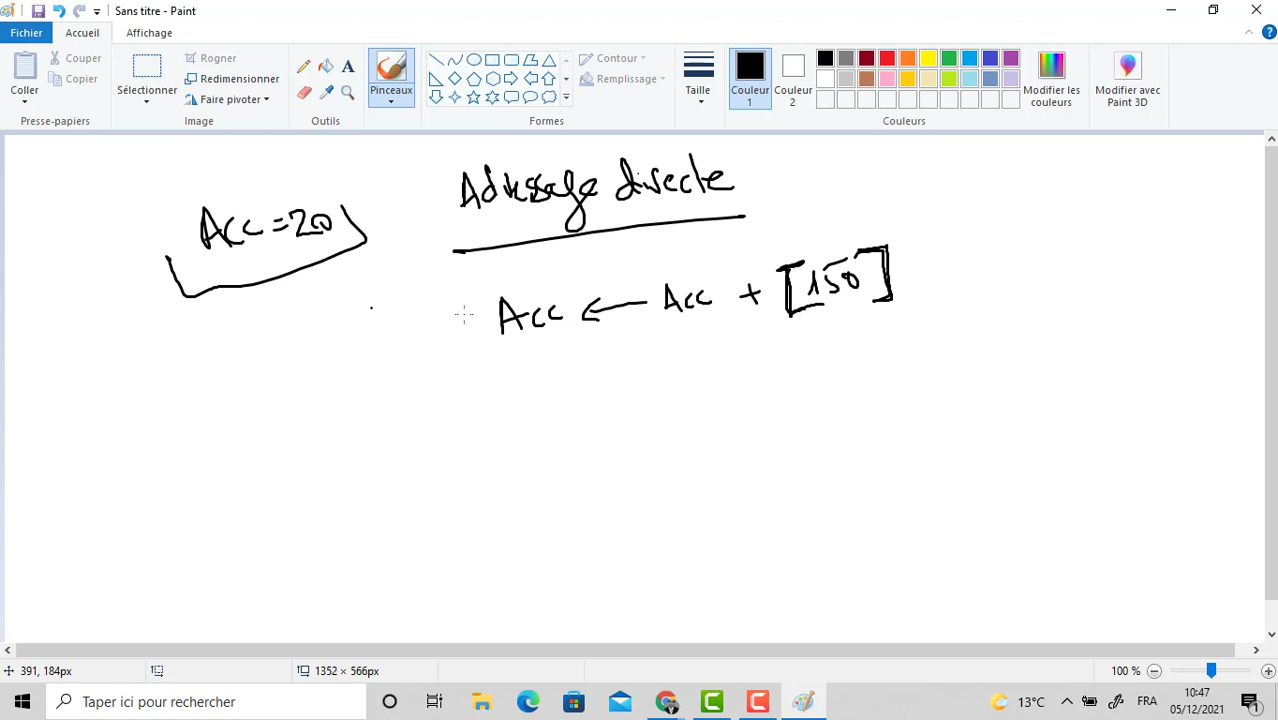 Sans titre - Paint
Fichier Accueil Affichage
Coller
Couper
Copier
Presse-papiers
Sélectionner
Rogner
Redimensionner
Faire pivoter
Image
A
Outils
Pinceaux
Contour
Remplissage
Formes
Taille
Couleur 1
Couleur 2
Modifier les couleurs
Couleurs
Modifier avec Paint 3D
Adressage directe
Acc = 20
Acc ← Acc + [150]
391, 184px
1352 × 566px
100 %
Taper ici pour rechercher
13°C
FRA
10:47
05/12/2021
1